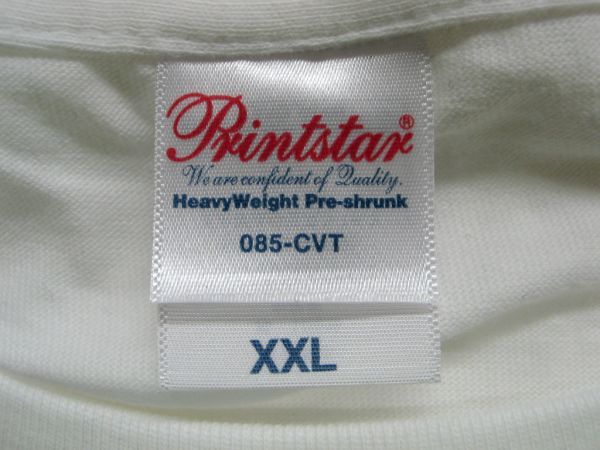 Printstar®
We are confident of Quality.
HeavyWeight Pre-shrunk
085-CVT
XXL